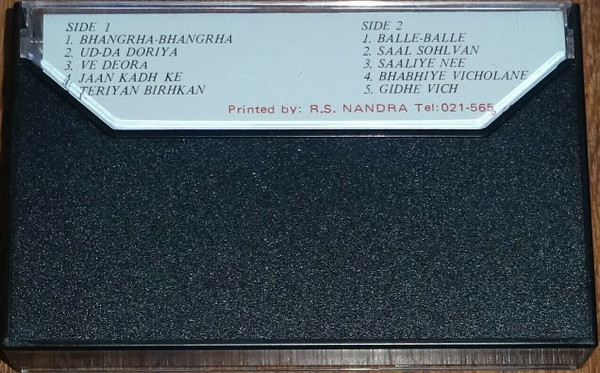 SIDE 1
1. BHANGRHA-BHANGRHA
2. UD-DA DORIYA
3. VE DEORA
4. JAAN KADH KE
5. TERIYAN BIRHKAN
SIDE 2
1. BALLE-BALLE
2. SAAL SOHLVAN
3. SAALIYE NEE
4. BHABHIYE VICHOLANE
5. GIDHE VICH
Printed by: R.S. NANDRA Tel:021-565